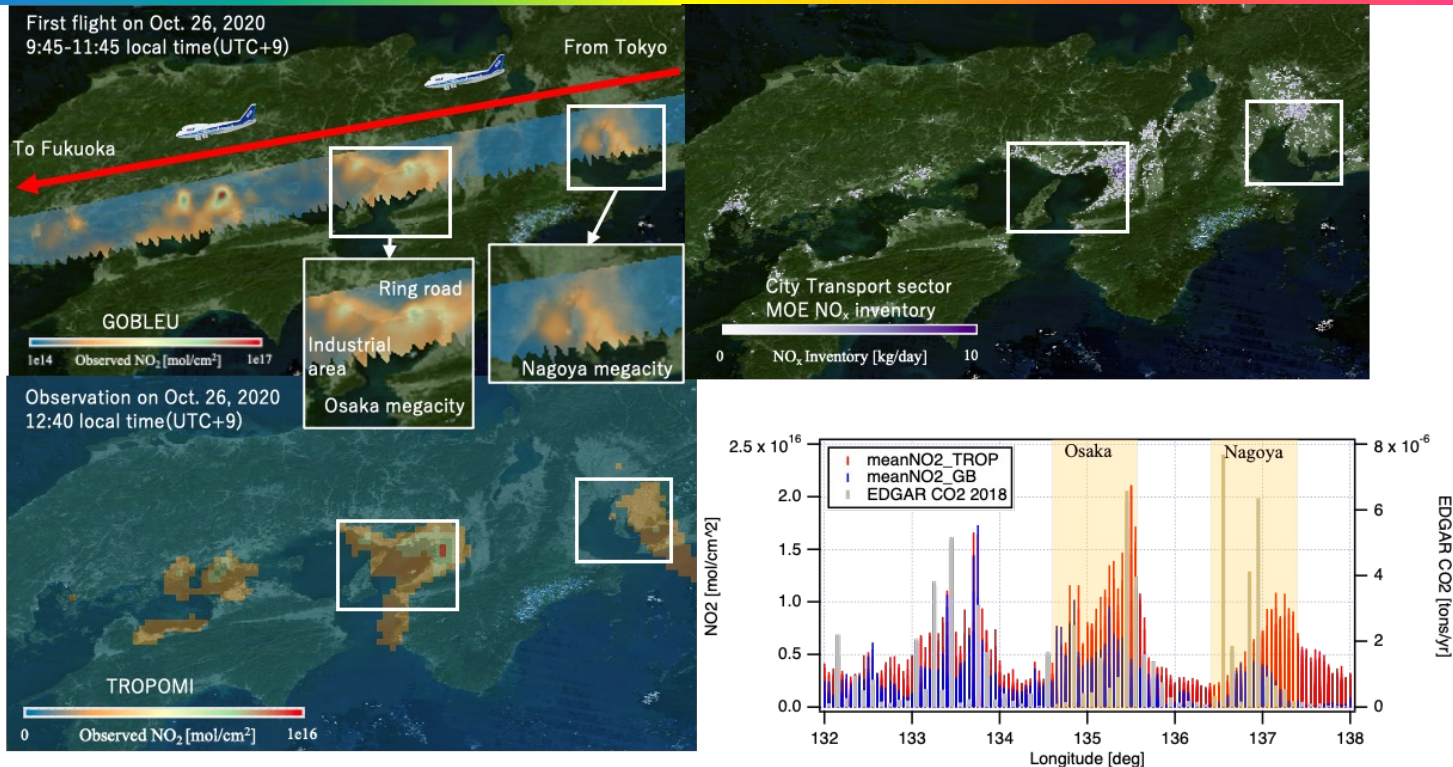 First flight on Oct. 26, 2020
9:45-11:45 local time(UTC+9)
From Tokyo
To Fukuoka
GOBLEU
1e14 Observed NO₂ [mol/cm²] 1e17
Ring road
Industrial
area
Osaka megacity
Nagoya megacity
City Transport sector
MOE NOₓ inventory
0 NOₓ Inventory [kg/day] 10
Observation on Oct. 26, 2020
12:40 local time(UTC+9)
TROPOMI
0 Observed NO₂ [mol/cm²] 1e16
meanNO2_TROP
meanNO2_GB
EDGAR CO2 2018
Osaka
Nagoya
2.5 x 10¹⁶
2.0
1.5
1.0
0.5
0.0
NO2 [mol/cm^2]
8x10⁻⁶
6
4
2
0
EDGAR CO2 [tons/yr]
132 133 134 135 136 137 138
Longitude [deg]